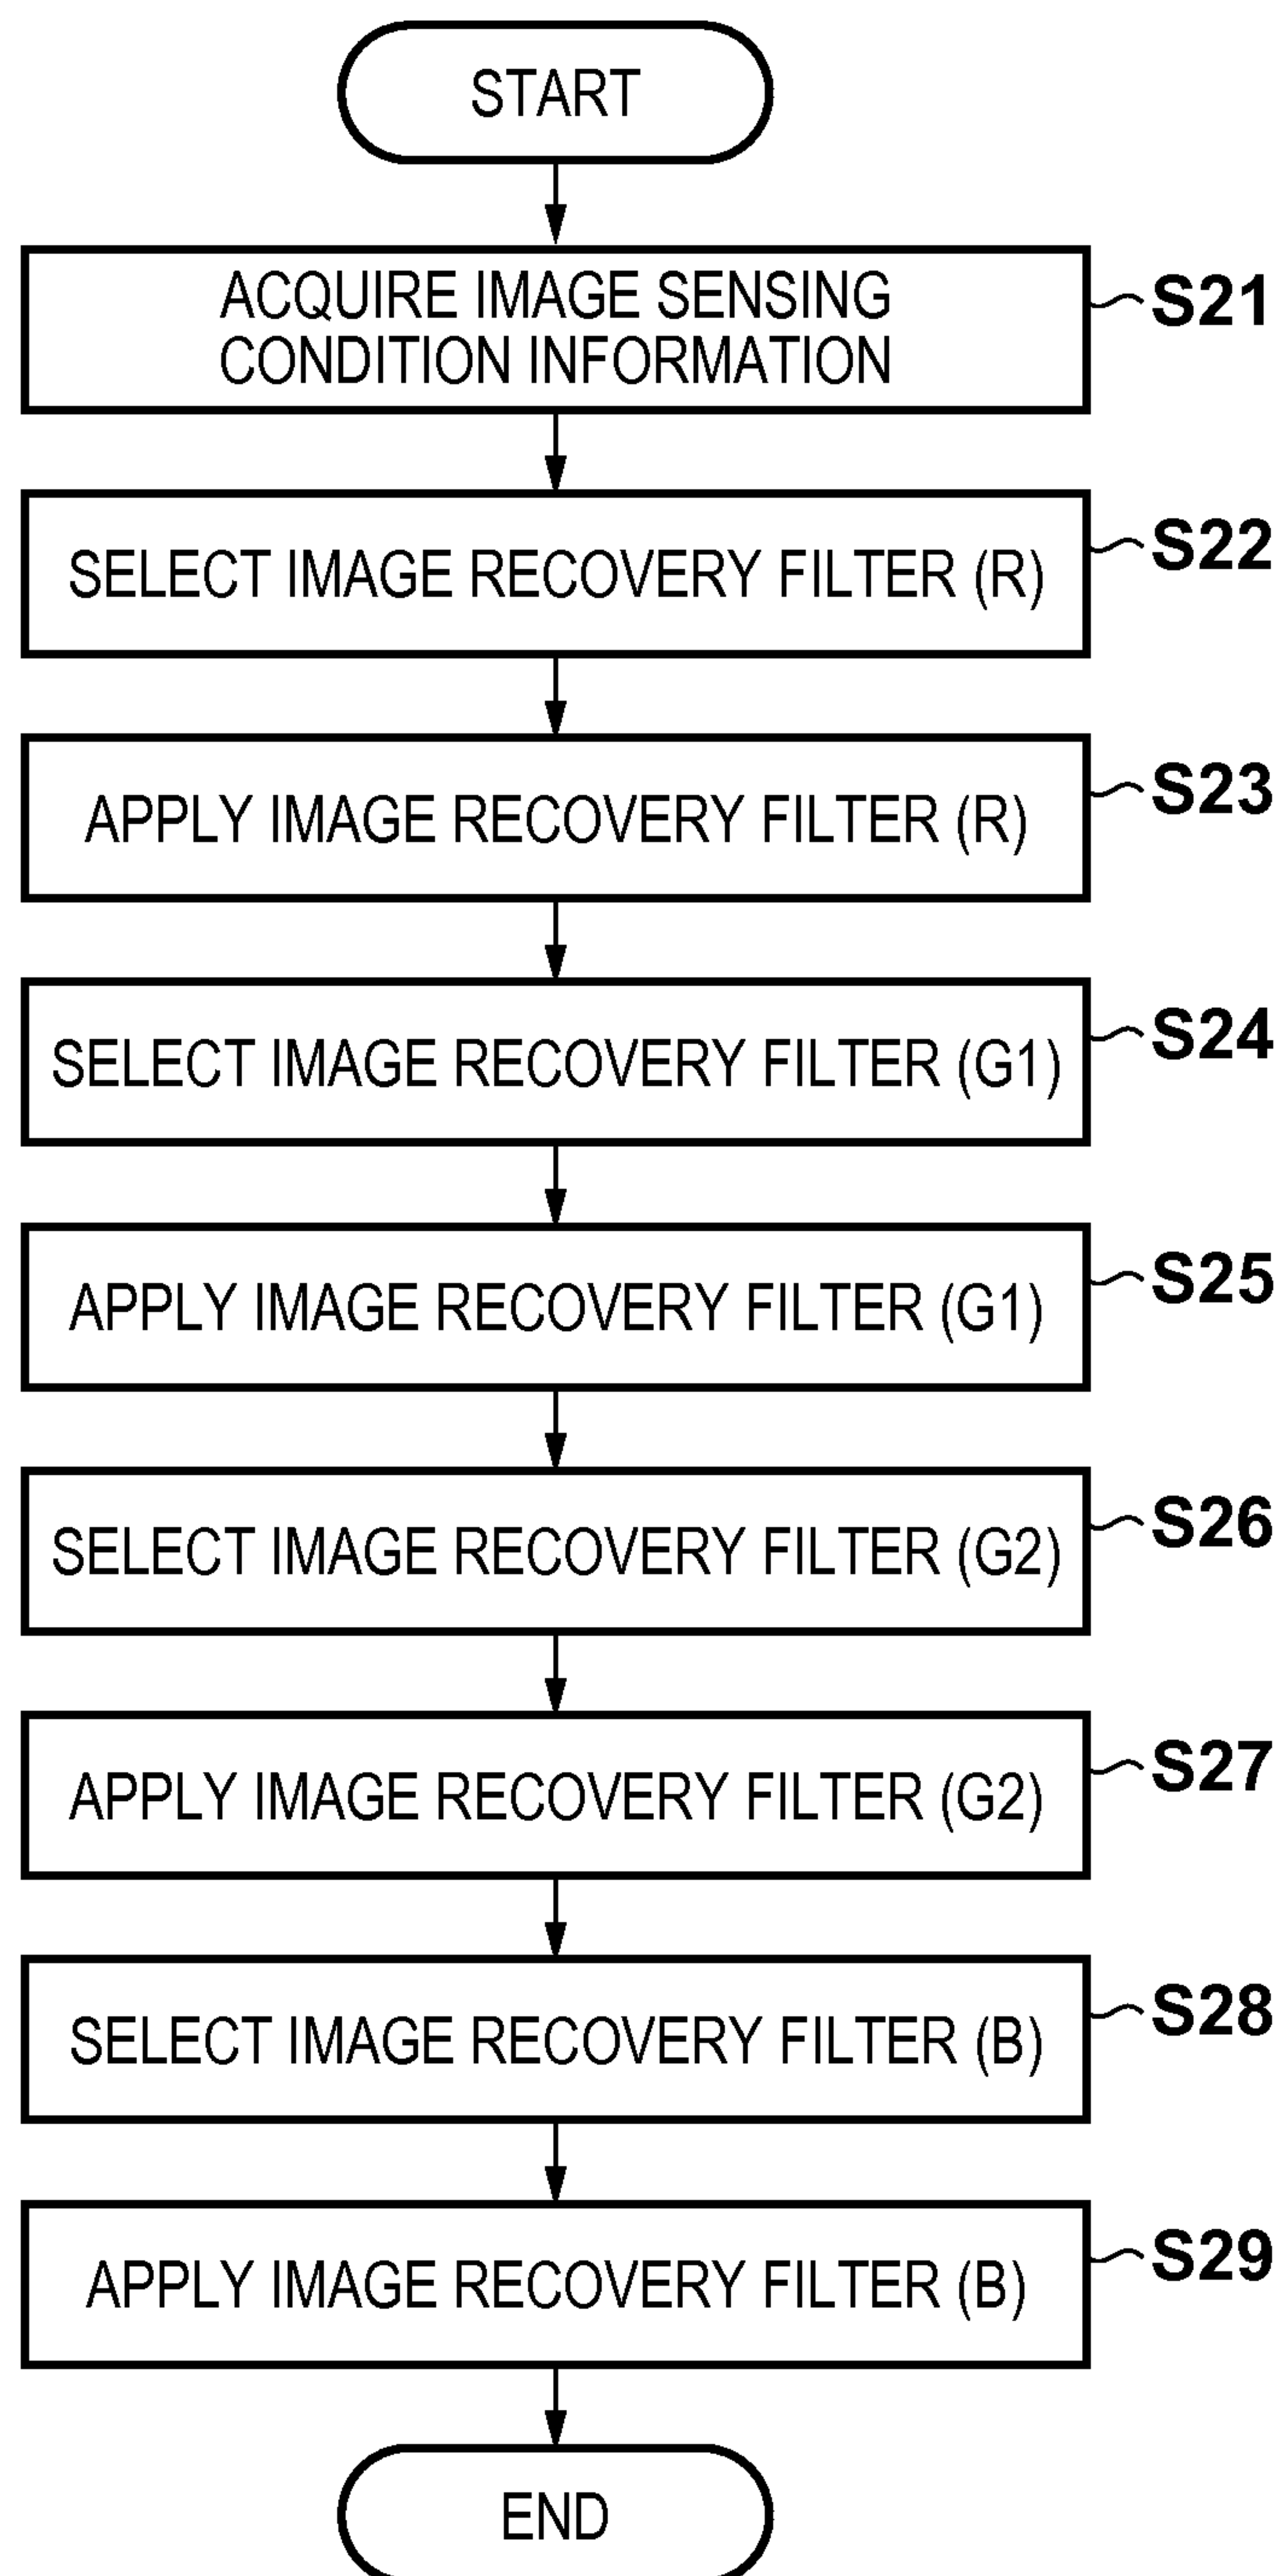 START
ACQUIRE IMAGE SENSING
CONDITION INFORMATION
S21
SELECT IMAGE RECOVERY FILTER (R)
S22
APPLY IMAGE RECOVERY FILTER (R)
S23
SELECT IMAGE RECOVERY FILTER (G1)
S24
APPLY IMAGE RECOVERY FILTER (G1)
S25
SELECT IMAGE RECOVERY FILTER (G2)
S26
APPLY IMAGE RECOVERY FILTER (G2)
S27
SELECT IMAGE RECOVERY FILTER (B)
S28
APPLY IMAGE RECOVERY FILTER (B)
S29
END